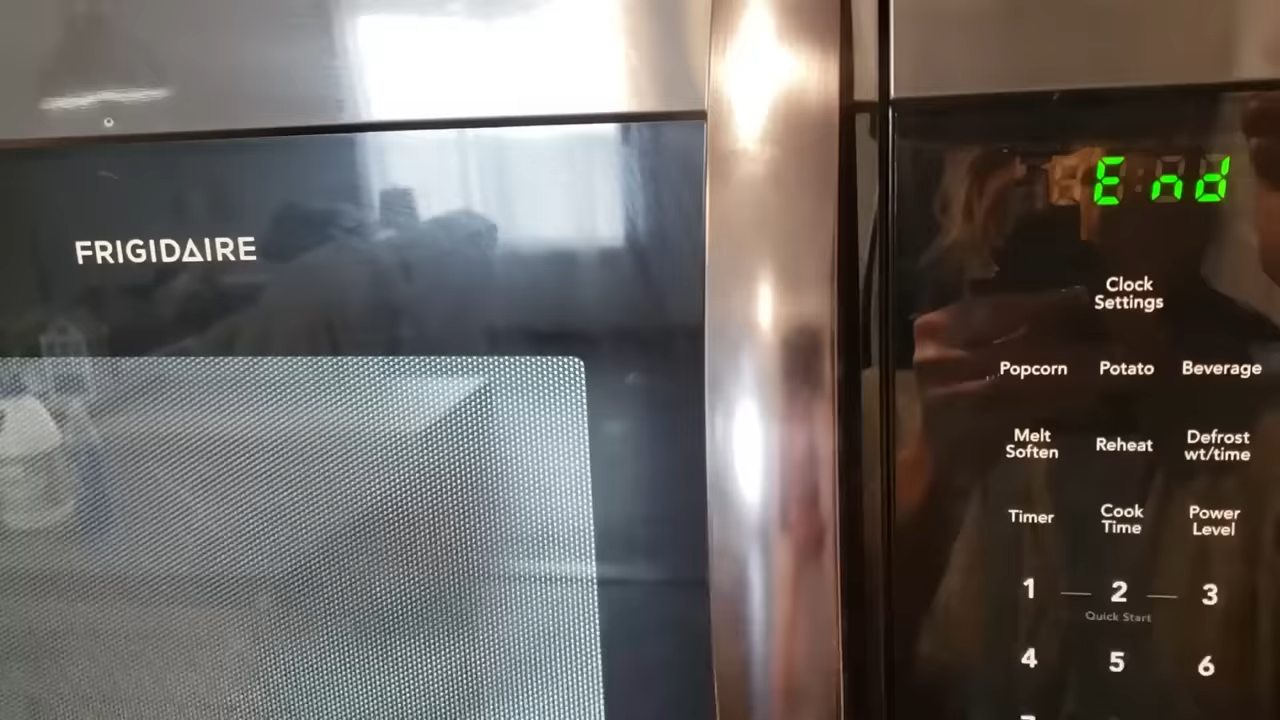 FRIGIDAIRE
End
Clock
Settings
Popcorn Potato Beverage
Melt
Soften
Reheat
Defrost
wt/time
Timer
Cook
Time
Power
Level
1 2 3
Quick Start
4 5 6